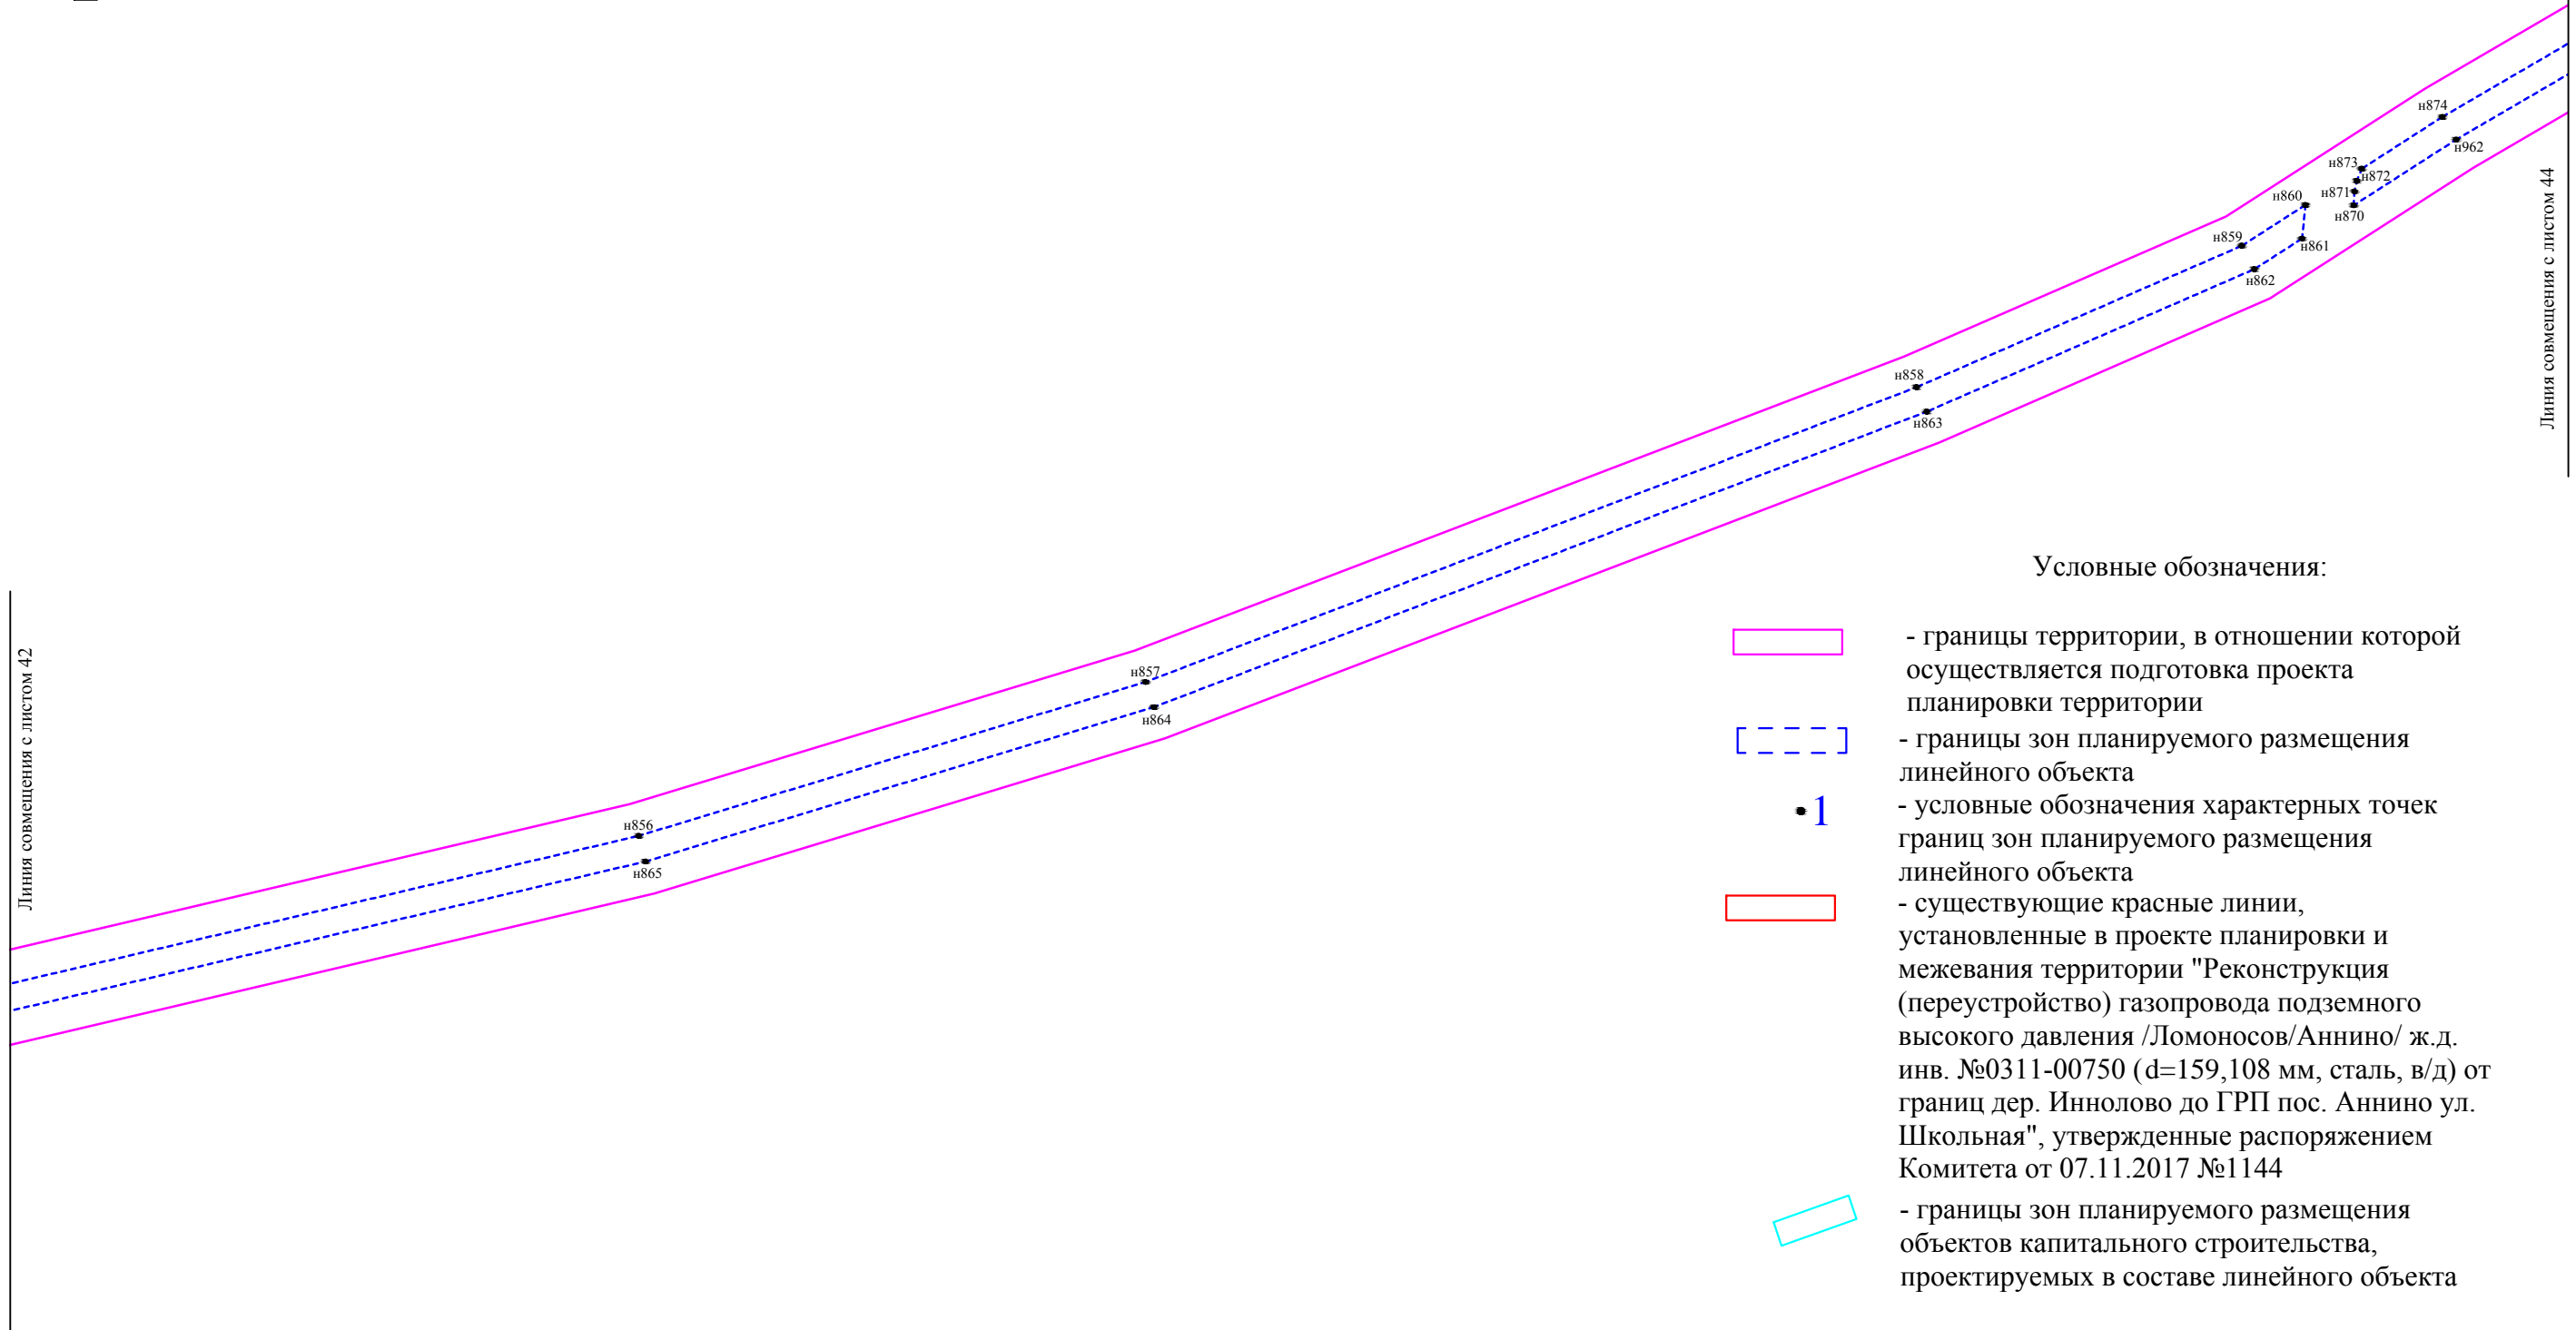 н874
н962
н873
н872
н871
н860
н870
н859
н861
н862
Линия совмещения с листом 44
н858
н863
Условные обозначения:
- границы территории, в отношении которой
осуществляется подготовка проекта
планировки территории
- границы зон планируемого размещения
линейного объекта
1
- условные обозначения характерных точек
границ зон планируемого размещения
линейного объекта
- существующие красные линии,
установленные в проекте планировки и
межевания территории "Реконструкция
(переустройство) газопровода подземного
высокого давления /Ломоносов/Аннино/ ж.д.
инв. №0311-00750 (d=159,108 мм, сталь, в/д) от
границ дер. Иннолово до ГРП пос. Аннино ул.
Школьная", утвержденные распоряжением
Комитета от 07.11.2017 №1144
- границы зон планируемого размещения
объектов капитального строительства,
проектируемых в составе линейного объекта
н857
н864
Линия совмещения с листом 42
н856
н865